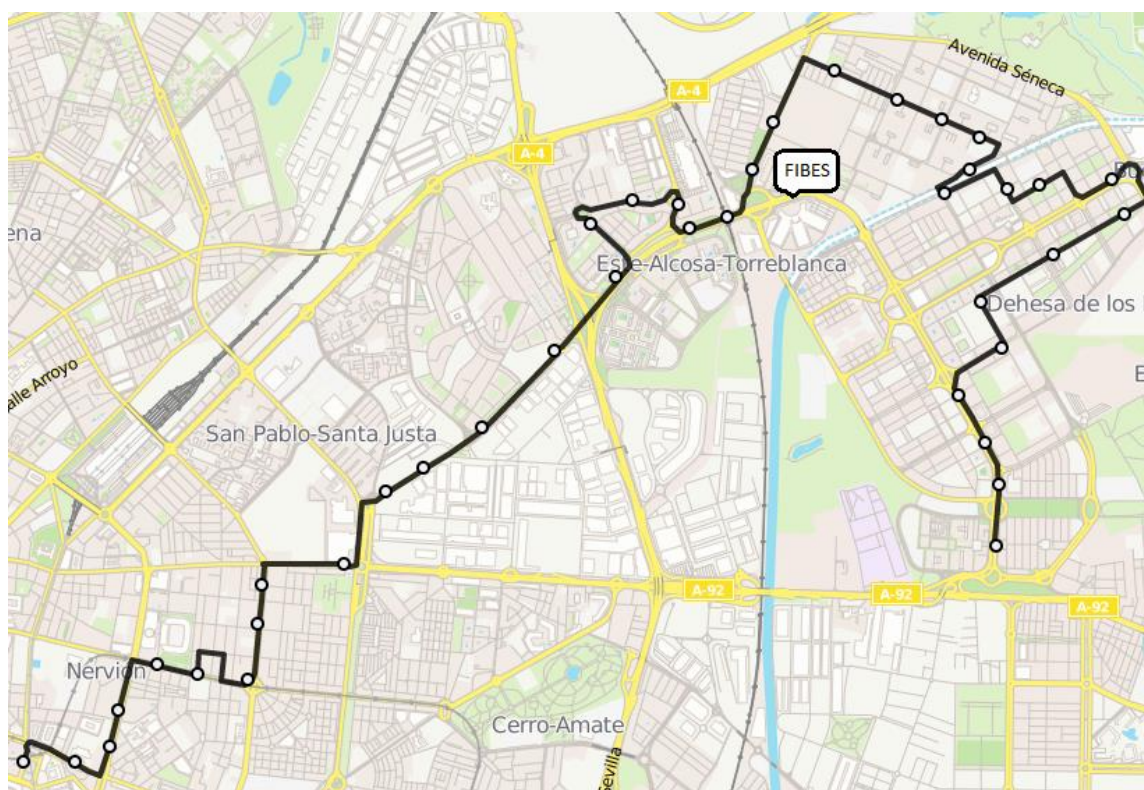 Avenida Séneca
A-4
A-4
FIBES
Bu
ena
Este-Alcosa-Torreblanca
Dehesa de los
E
alle Arroyo
San Pablo-Santa Justa
A-92
A-92
A-92
Nervión
Cerro-Amate
Sevilla